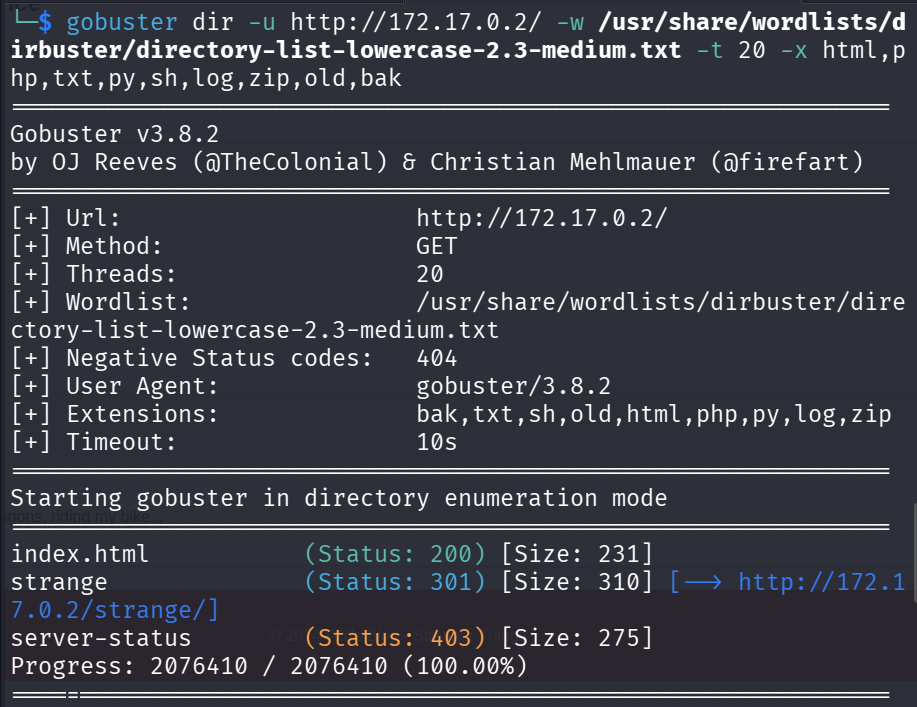 └─$ gobuster dir -u http://172.17.0.2/ -w /usr/share/wordlists/d
irbuster/directory-list-lowercase-2.3-medium.txt -t 20 -x html,p
hp,txt,py,sh,log,zip,old,bak
===============================================================
Gobuster v3.8.2
by OJ Reeves (@TheColonial) & Christian Mehlmauer (@firefart)
===============================================================
[+] Url:                     http://172.17.0.2/
[+] Method:                  GET
[+] Threads:                 20
[+] Wordlist:                /usr/share/wordlists/dirbuster/dire
ctory-list-lowercase-2.3-medium.txt
[+] Negative Status codes:   404
[+] User Agent:              gobuster/3.8.2
[+] Extensions:              bak,txt,sh,old,html,php,py,log,zip
[+] Timeout:                 10s
===============================================================
Starting gobuster in directory enumeration mode
riding my bike...
===============================================================
index.html           (Status: 200) [Size: 231]
strange              (Status: 301) [Size: 310] [--> http://172.1
7.0.2/strange/]
server-status        (Status: 403) [Size: 275]
Progress: 2076410 / 2076410 (100.00%)
===============================================================